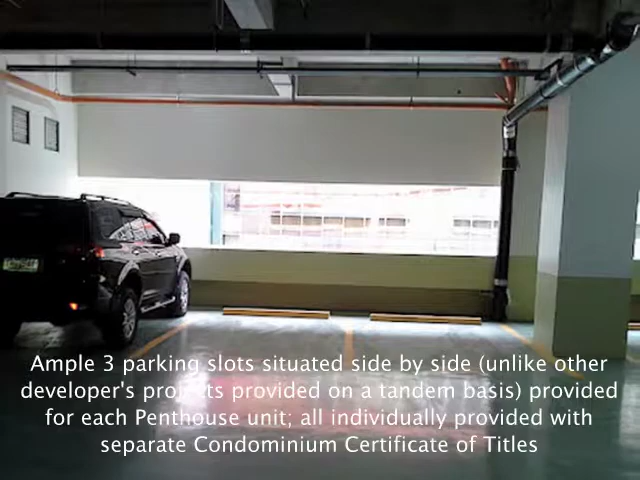 Ample 3 parking slots situated side by side (unlike other
developer's projects provided on a tandem basis) provided
for each Penthouse unit; all individually provided with
separate Condominium Certificate of Titles